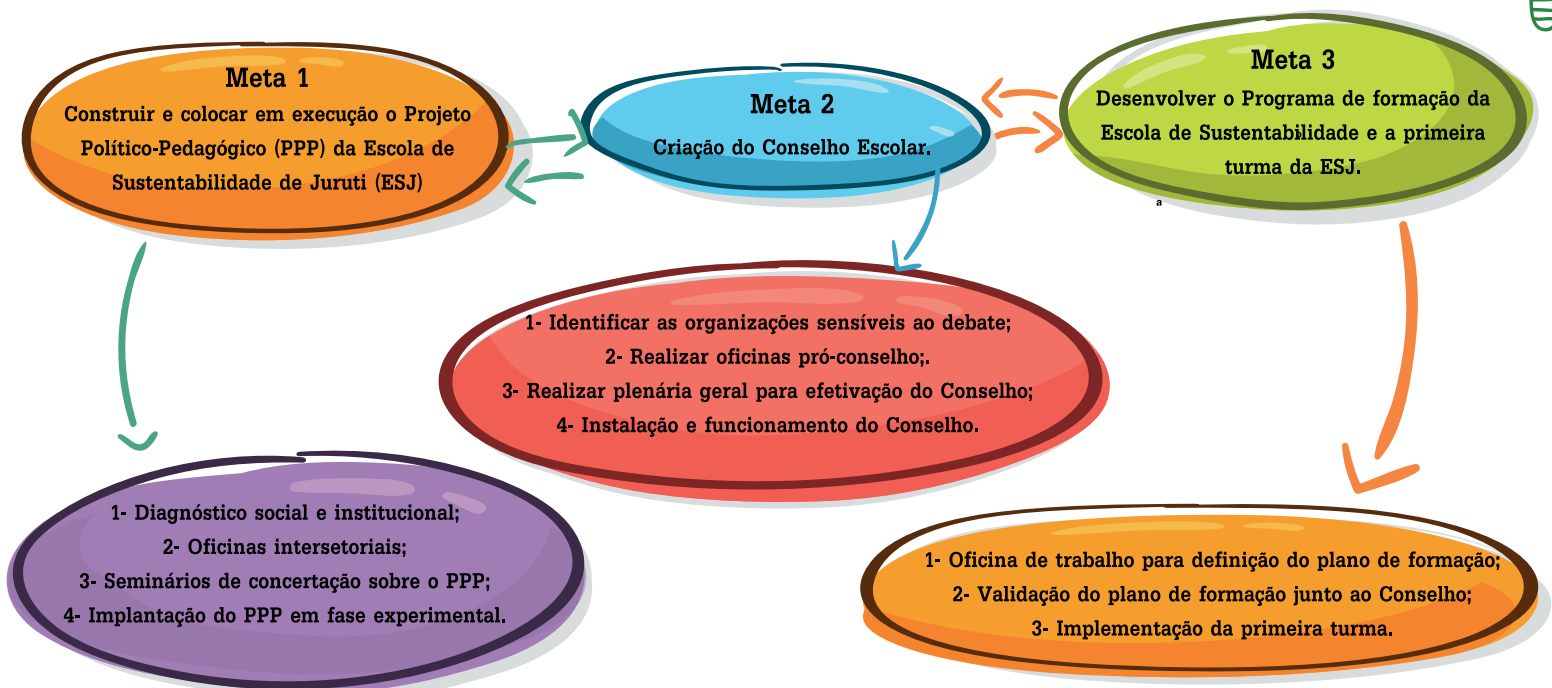 Meta 1
Construir e colocar em execução o Projeto
Político-Pedagógico (PPP) da Escola de
Sustentabilidade de Juruti (ESJ)
Meta 2
Criação do Conselho Escolar.
Meta 3
Desenvolver o Programa de formação da
Escola de Sustentabilidade e a primeira
turma da ESJ.
a
1- Identificar as organizações sensíveis ao debate;
2- Realizar oficinas pró-conselho;.
3- Realizar plenária geral para efetivação do Conselho;
4- Instalação e funcionamento do Conselho.
1- Diagnóstico social e institucional;
2- Oficinas intersetoriais;
3- Seminários de concertação sobre o PPP;
4- Implantação do PPP em fase experimental.
1- Oficina de trabalho para definição do plano de formação;
2- Validação do plano de formação junto ao Conselho;
3- Implementação da primeira turma.